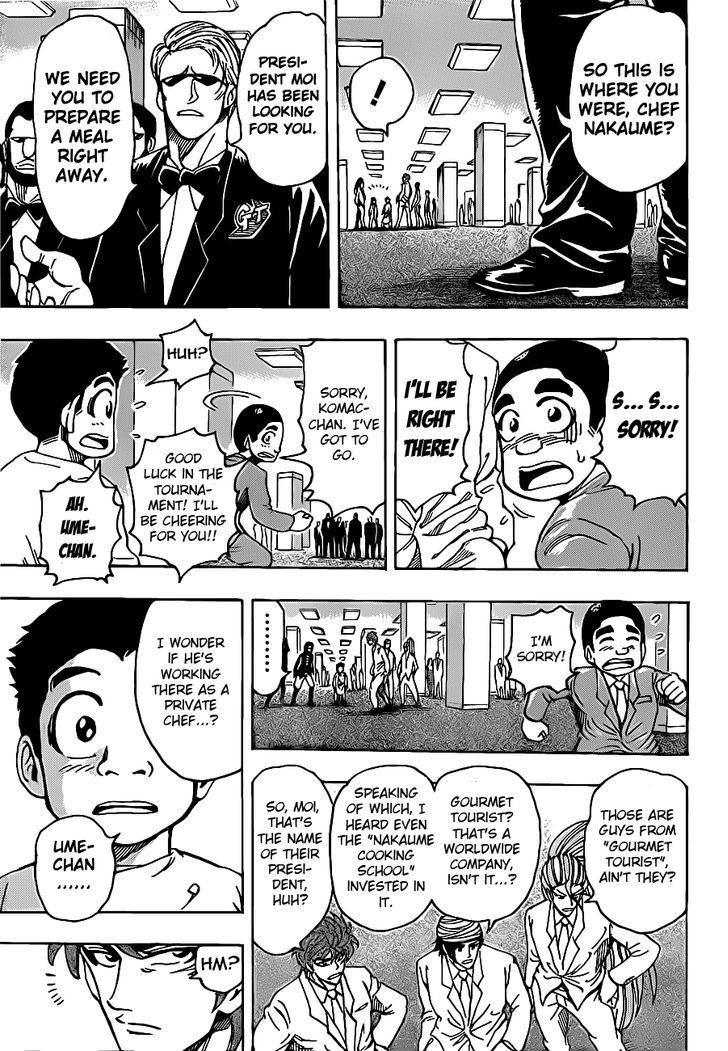 SO THIS IS
WHERE YOU
WERE, CHEF
NAKAUME?
!
PRESI-
DENT MOI
HAS BEEN
LOOKING
FOR YOU.
WE NEED
YOU TO
PREPARE
A MEAL
RIGHT
AWAY.
GT
S... S...
SORRY!
I'LL BE
RIGHT
THERE!
SORRY,
KOMAC-
CHAN. I'VE
GOT TO
GO.
HUH?
GOOD
LUCK IN THE
TOURNA-
MENT! I'LL
BE CHEERING
FOR YOU!!
AH.
UME-
CHAN.
I'M
SORRY!
........
I WONDER
IF HE'S
WORKING
THERE AS A
PRIVATE
CHEF...?
UME-
CHAN
......
THOSE ARE
GUYS FROM
"GOURMET
TOURIST",
AIN'T THEY?
GOURMET
TOURIST?
THAT'S A
WORLDWIDE
COMPANY,
ISN'T IT...?
SPEAKING
OF WHICH, I
HEARD EVEN
THE "NAKAUME
COOKING
SCHOOL"
INVESTED IN
IT.
SO, MOI,
THAT'S THE
NAME OF
THEIR
PRESI-
DENT,
HUH?
HM?